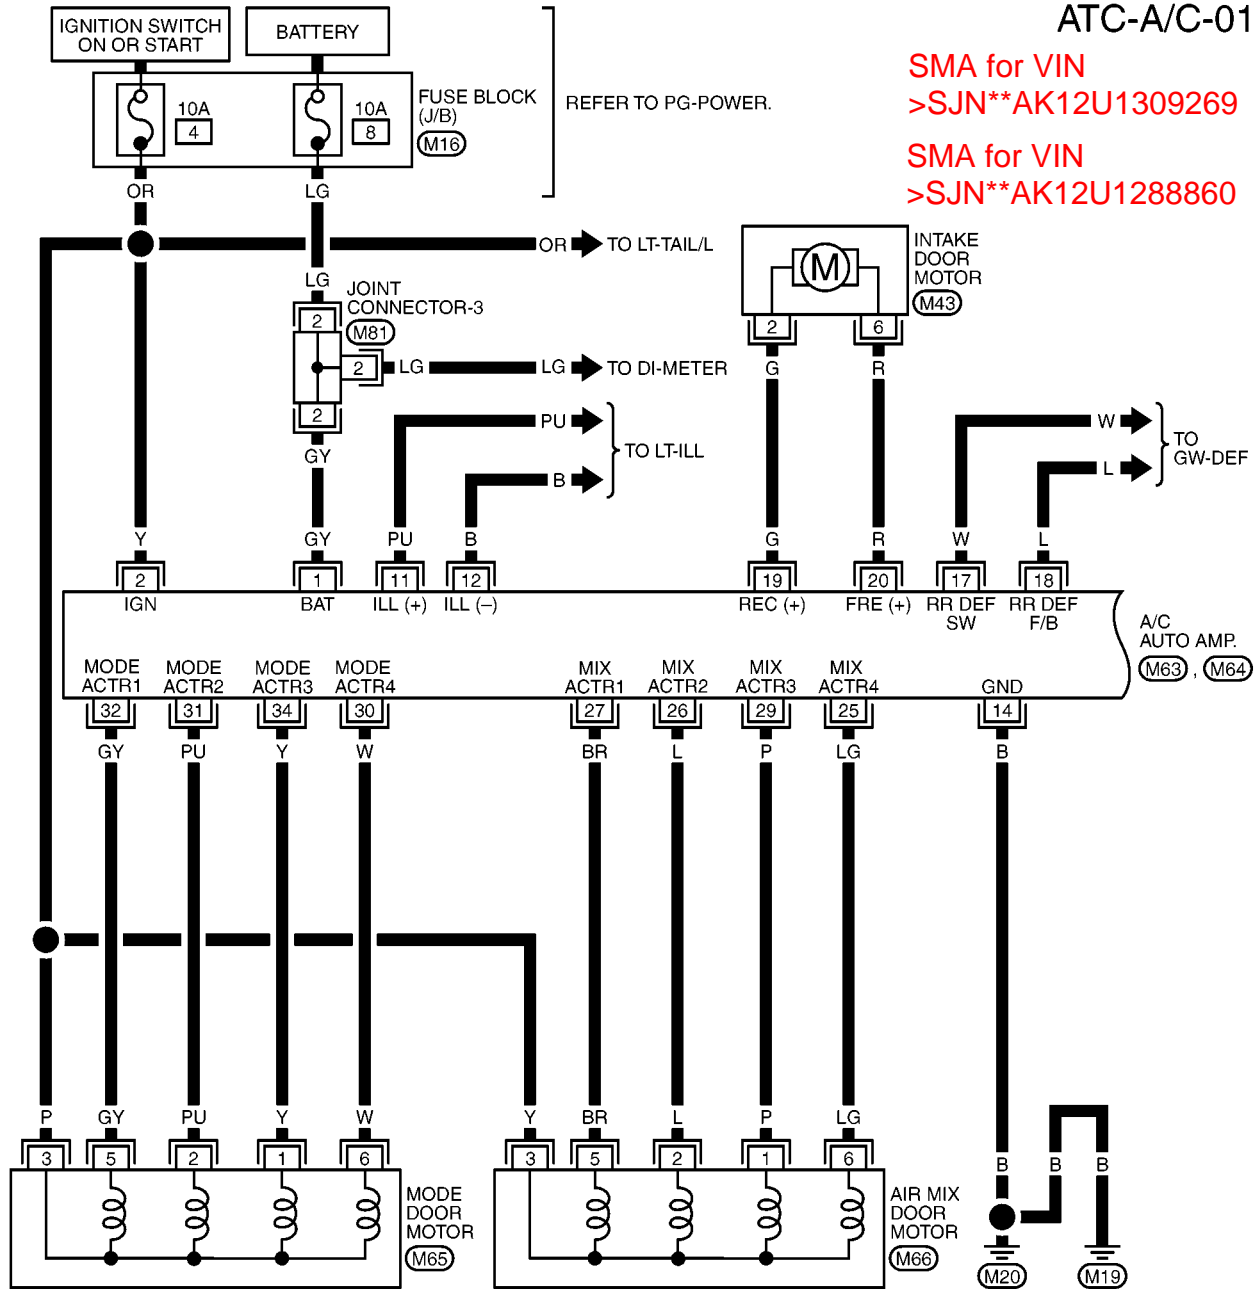 ATC-A/C-01
IGNITION SWITCH
ON OR START
BATTERY
SMA for VIN
>SJN**AK12U1309269
SMA for VIN
>SJN**AK12U1288860
10A
4
10A
8
FUSE BLOCK
(J/B)
M16
REFER TO PG-POWER.
OR
LG
OR
TO LT-TAIL/L
LG
JOINT
CONNECTOR-3
M81
2
2
LG
LG
TO DI-METER
2
GY
PU
B
TO LT-ILL
INTAKE
DOOR
MOTOR
M43
M
2
6
G
R
W
L
TO
GW-DEF
Y
GY
PU
B
G
R
W
L
2
1
11
12
19
20
17
18
IGN
BAT
ILL (+)
ILL (–)
REC (+)
FRE (+)
RR DEF
SW
RR DEF
F/B
A/C
AUTO AMP.
M63 , M64
MODE
ACTR1
MODE
ACTR2
MODE
ACTR3
MODE
ACTR4
MIX
ACTR1
MIX
ACTR2
MIX
ACTR3
MIX
ACTR4
GND
32
31
34
30
27
26
29
25
14
GY
PU
Y
W
BR
L
P
LG
B
P
GY
PU
Y
W
Y
BR
L
P
LG
3
5
2
1
6
3
5
2
1
6
B
B
B
MODE
DOOR
MOTOR
M65
AIR MIX
DOOR
MOTOR
M66
M20
M19